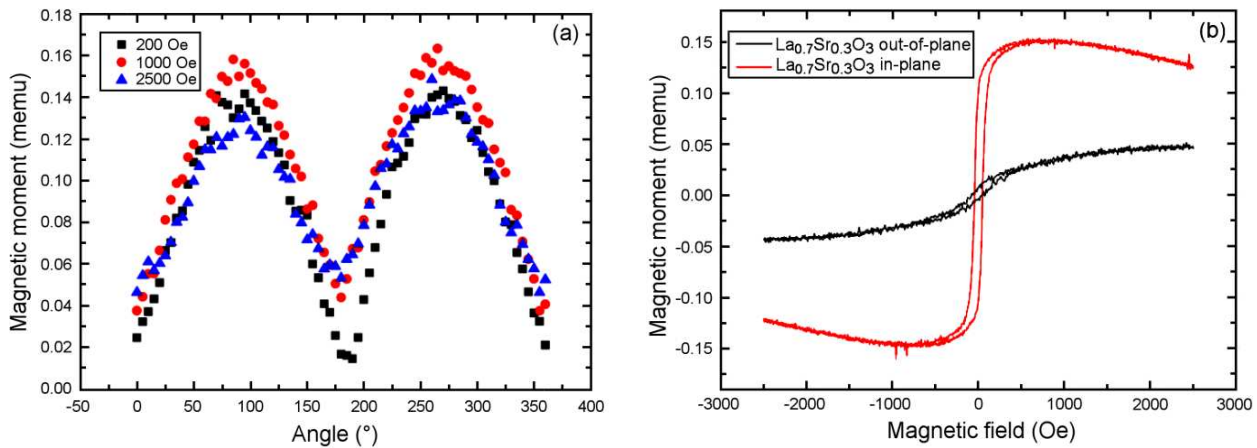 (a)
200 Oe
1000 Oe
2500 Oe
Magnetic moment (memu)
0.18
0.16
0.14
0.12
0.10
0.08
0.06
0.04
0.02
0.00
-50 0 50 100 150 200 250 300 350 400
Angle (°)
(b)
La0.7Sr0.3O3 out-of-plane
La0.7Sr0.3O3 in-plane
Magnetic moment (memu)
0.15
0.10
0.05
0.00
-0.05
-0.10
-0.15
-3000 -2000 -1000 0 1000 2000 3000
Magnetic field (Oe)